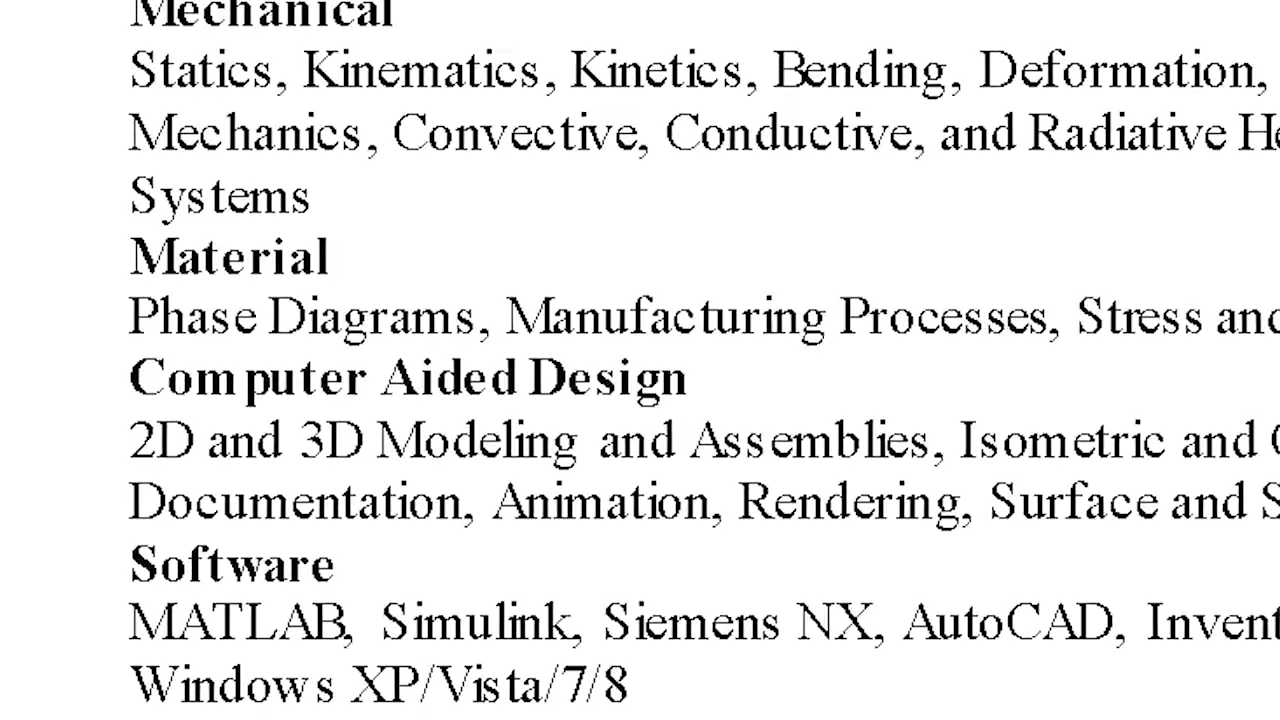 Mechanical
Statics, Kinematics, Kinetics, Bending, Deformation,
Mechanics, Convective, Conductive, and Radiative
Systems
Material
Phase Diagrams, Manufacturing Processes, Stress and
Computer Aided Design
2D and 3D Modeling and Assemblies, Isometric and
Documentation, Animation, Rendering, Surface and
Software
MATLAB, Simulink, Siemens NX, AutoCAD,
Windows XP/Vista/7/8